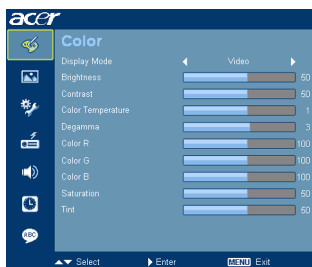 acer
Color
Display Mode Video
Brightness 50
Contrast 50
Color Temperature 1
Degamma 3
Color R 100
Color G 100
Color B 100
Saturation 50
Tint 50
ABC
Select Enter MENU Exit